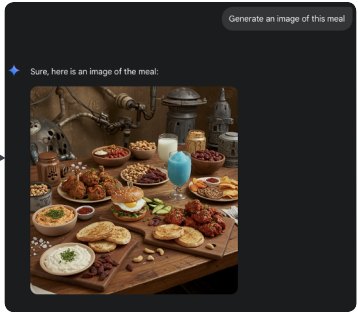 Generate an image of this meal
Sure, here is an image of the meal: